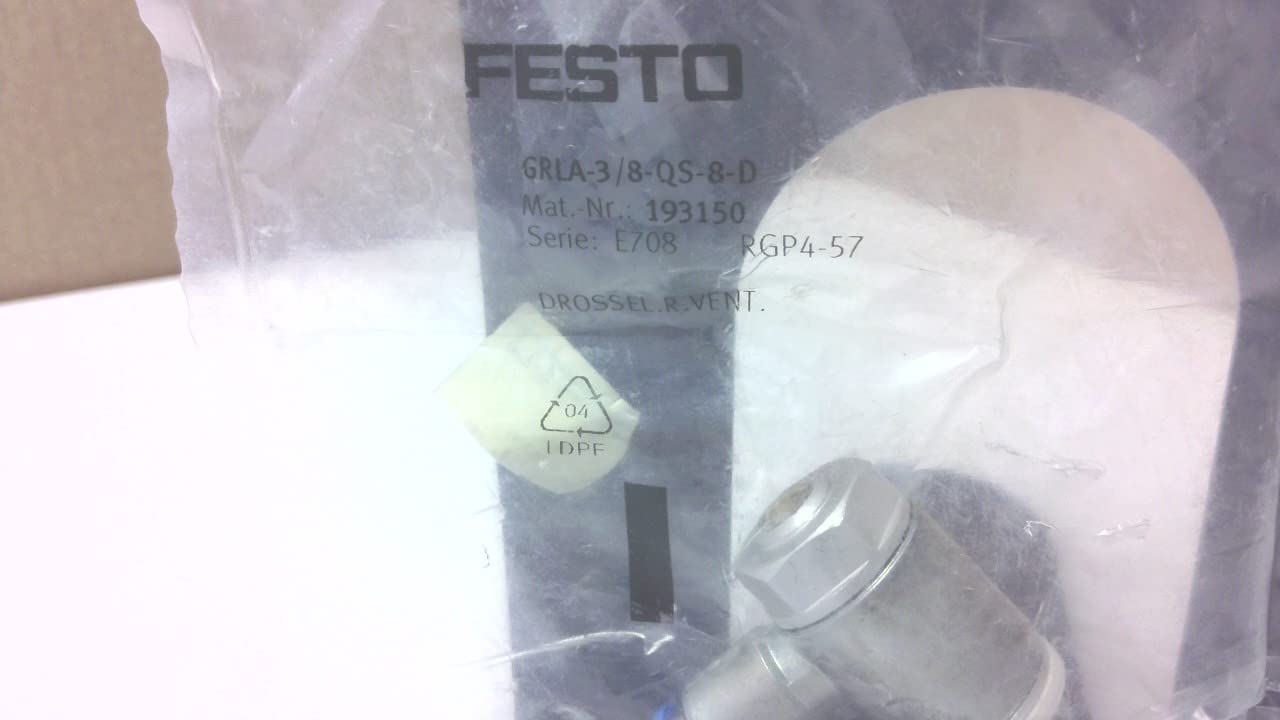 FESTO
GRLA-3/8-QS-8-D
Mat.-Nr.: 193150
Serie: E708 RGP4-57
DROSSEL.R.VENT.
04
LDPE